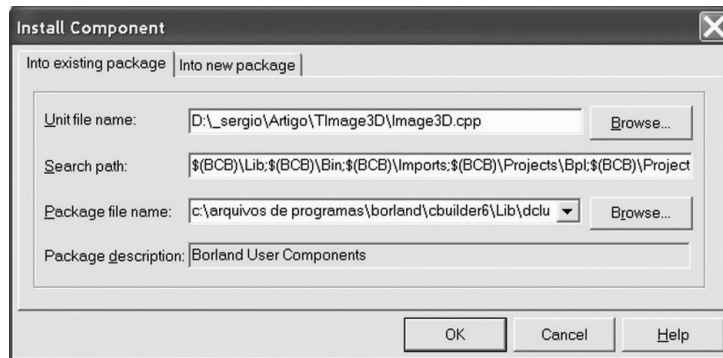 Install Component
Into existing package
Into new package
Unit file name:
D:\_sergio\Artigo\TImage3D\Image3D.cpp
Browse...
Search path:
$(BCB)\Lib;$(BCB)\Bin;$(BCB)\Imports;$(BCB)\Projects\Bpl;$(BCB)\Project
Package file name:
c:\arquivos de programas\borland\cbuilder6\Lib\dclu
Browse...
Package description:
Borland User Components
OK
Cancel
Help